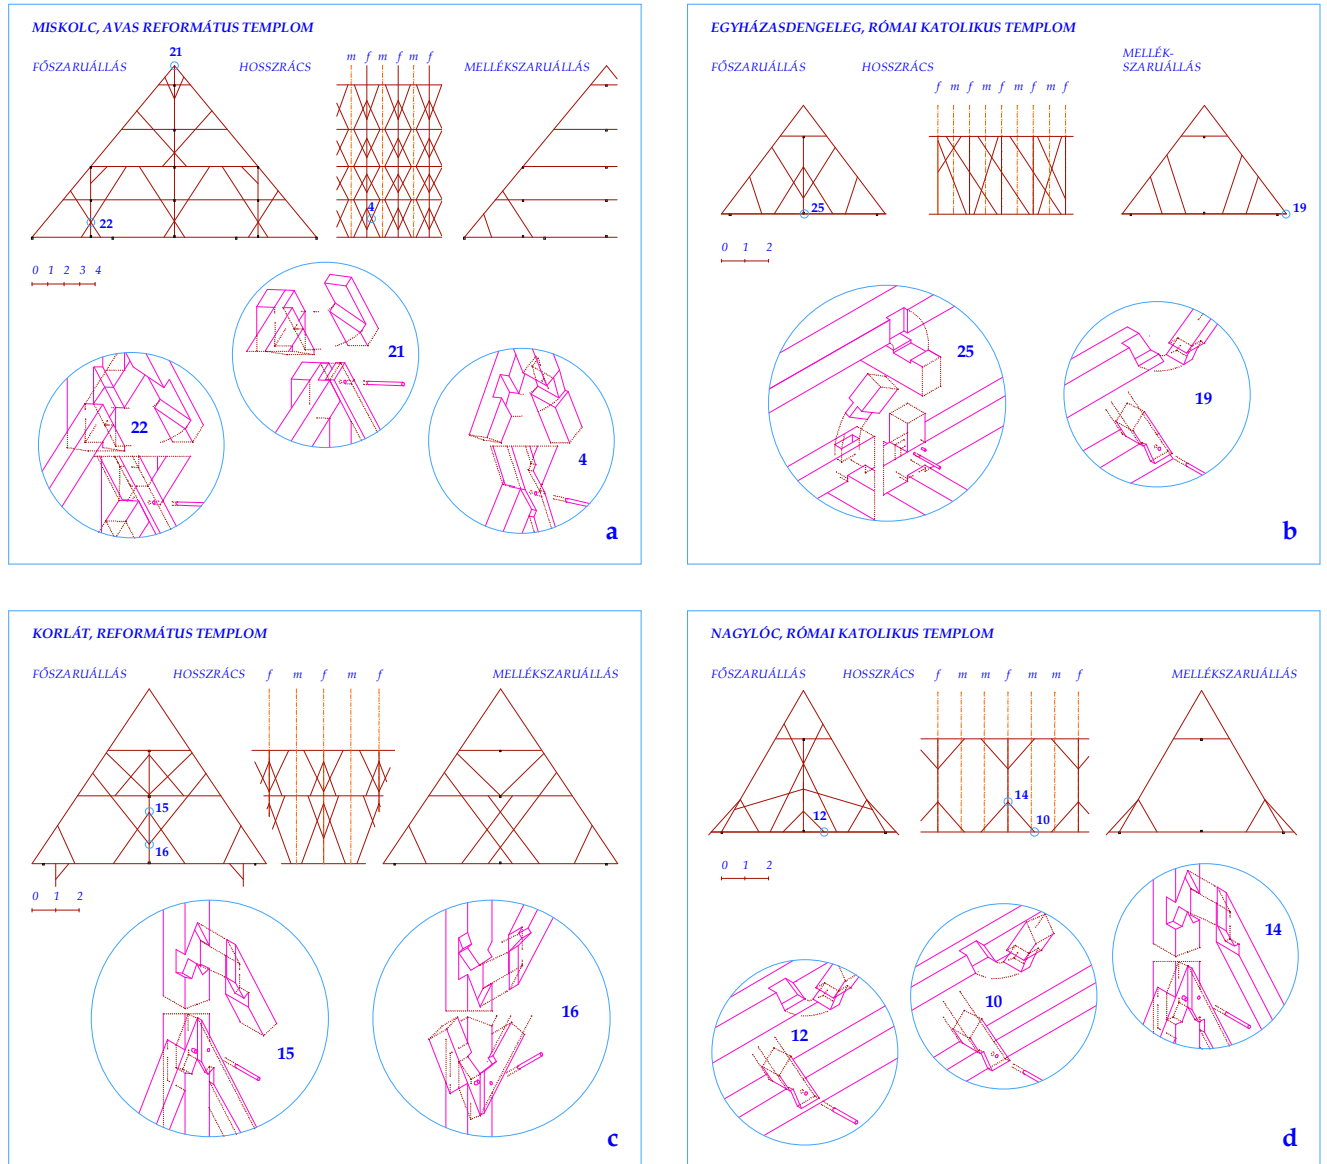 MISKOLC, AVAS REFORMÁTUS TEMPLOM
FŐSZARUÁLLÁS
21
HOSSZRÁCS
m f m f m f
MELLÉKSZARUÁLLÁS
22
4
0 1 2 3 4
21
22
4
a
EGYHÁZASDENGELEG, RÓMAI KATOLIKUS TEMPLOM
FŐSZARUÁLLÁS
HOSSZRÁCS
MELLÉK-
SZARUÁLLÁS
f m f m f m f m f
25
19
0 1 2
25
19
b
KORLÁT, REFORMÁTUS TEMPLOM
FŐSZARUÁLLÁS
HOSSZRÁCS
f m f m f
MELLÉKSZARUÁLLÁS
15
16
0 1 2
15
16
c
NAGYLÓC, RÓMAI KATOLIKUS TEMPLOM
FŐSZARUÁLLÁS
HOSSZRÁCS
f m m f m m f
MELLÉKSZARUÁLLÁS
12
14
10
0 1 2
12
10
14
d